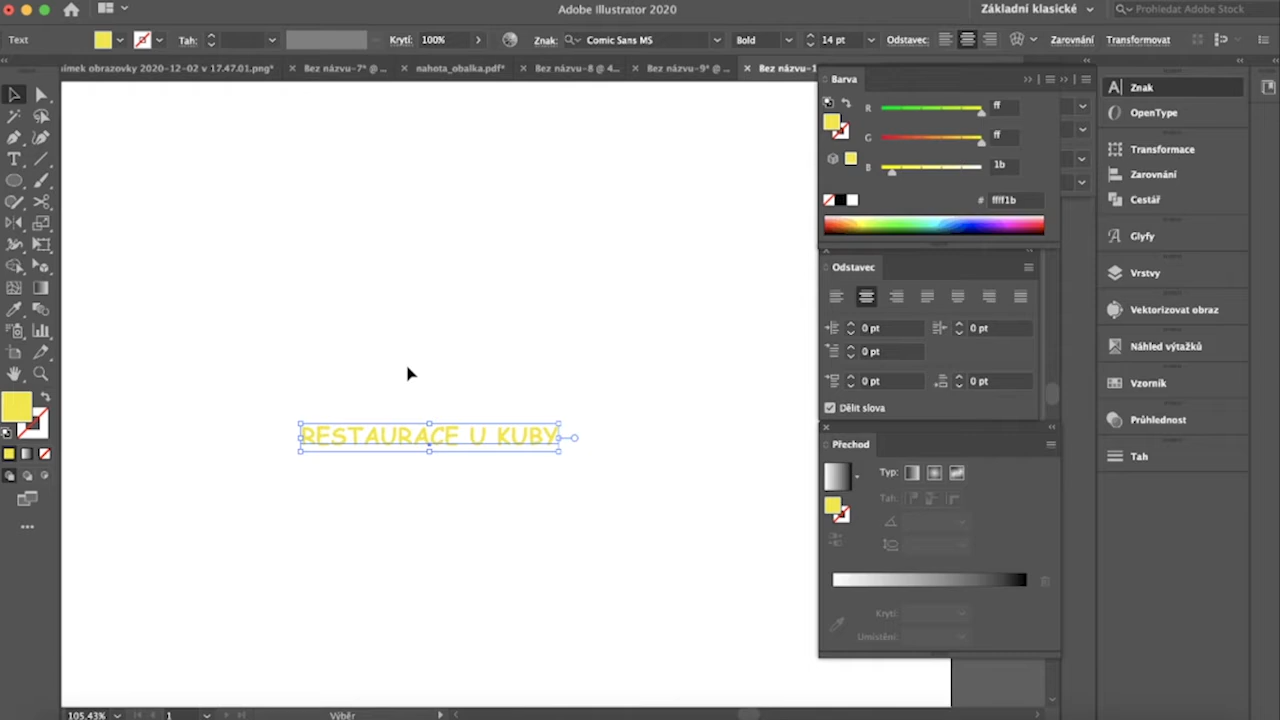 Adobe Illustrator 2020
Základní klasické
Prohledat Adobe Stock
Text
Tah:
Krytí: 100%
Znak: Comic Sans MS
Bold
14 pt
Odstavec:
Zarovnání
Transformovat
nímek obrazovky 2020-12-02 v 17.47.01.png*
Bez názvu-7* @ ...
nahota_obalka.pdf*
Bez názvu-8 @ 4...
Bez názvu-9* @ ...
Bez názvu-1
Barva
R ff
G ff
B 1b
# ffff1b
Odstavec
0 pt 0 pt
0 pt
0 pt 0 pt
Dělit slova
Přechod
Typ:
Tah:
Krytí:
Umístění:
Znak
OpenType
Transformace
Zarovnání
Cestář
Glyfy
Vrstvy
Vektorizovat obraz
Náhled výtažků
Vzorník
Průhlednost
Tah
RESTAURACE U KUBY
105.43%
1
Výběr